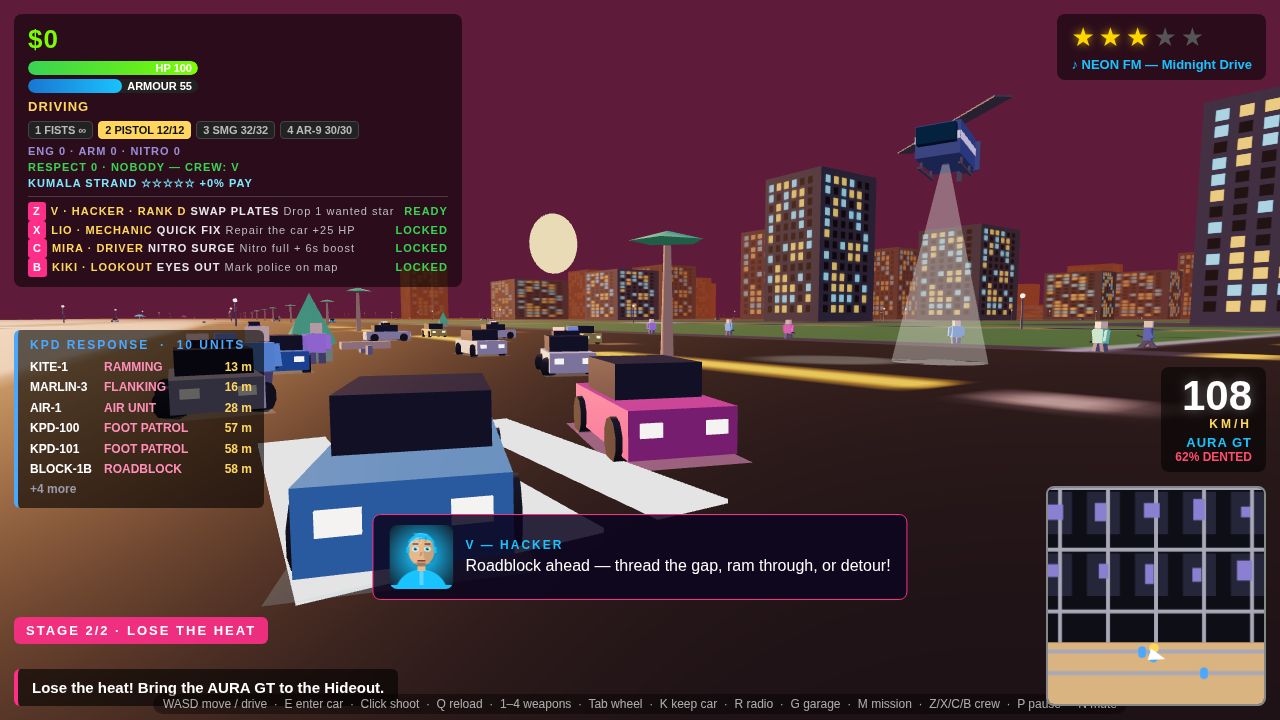 $0
HP 100
ARMOUR 55
DRIVING
1 FISTS ∞ 2 PISTOL 12/12 3 SMG 32/32 4 AR-9 30/30
ENG 0 · ARM 0 · NITRO 0
RESPECT 0 · NOBODY — CREW: V
KUMALA STRAND ☆☆☆☆☆ +0% PAY
Z V · HACKER · RANK D SWAP PLATES Drop 1 wanted star READY
X LIO · MECHANIC QUICK FIX Repair the car +25 HP LOCKED
C MIRA · DRIVER NITRO SURGE Nitro full + 6s boost LOCKED
B KIKI · LOOKOUT EYES OUT Mark police on map LOCKED
★★★★★
♪ NEON FM — Midnight Drive
KPD RESPONSE · 10 UNITS
KITE-1 RAMMING 13 m
MARLIN-3 FLANKING 16 m
AIR-1 AIR UNIT 28 m
KPD-100 FOOT PATROL 57 m
KPD-101 FOOT PATROL 58 m
BLOCK-1B ROADBLOCK 58 m
+4 more
108
KM/H
AURA GT
62% DENTED
V — HACKER
Roadblock ahead — thread the gap, ram through, or detour!
STAGE 2/2 · LOSE THE HEAT
Lose the heat! Bring the AURA GT to the Hideout.
WASD move / drive · E enter car · Click shoot · Q reload · 1–4 weapons · Tab wheel · K keep car · R radio · G garage · M mission · Z/X/C/B crew · P pause · N mute